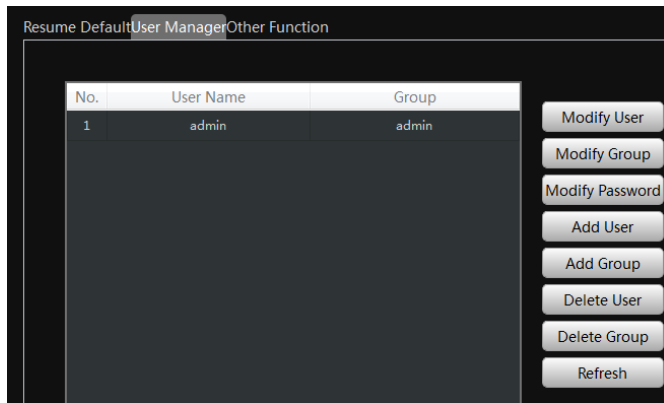 Resume Default User Manager Other Function
No. User Name Group
1 admin admin
Modify User
Modify Group
Modify Password
Add User
Add Group
Delete User
Delete Group
Refresh